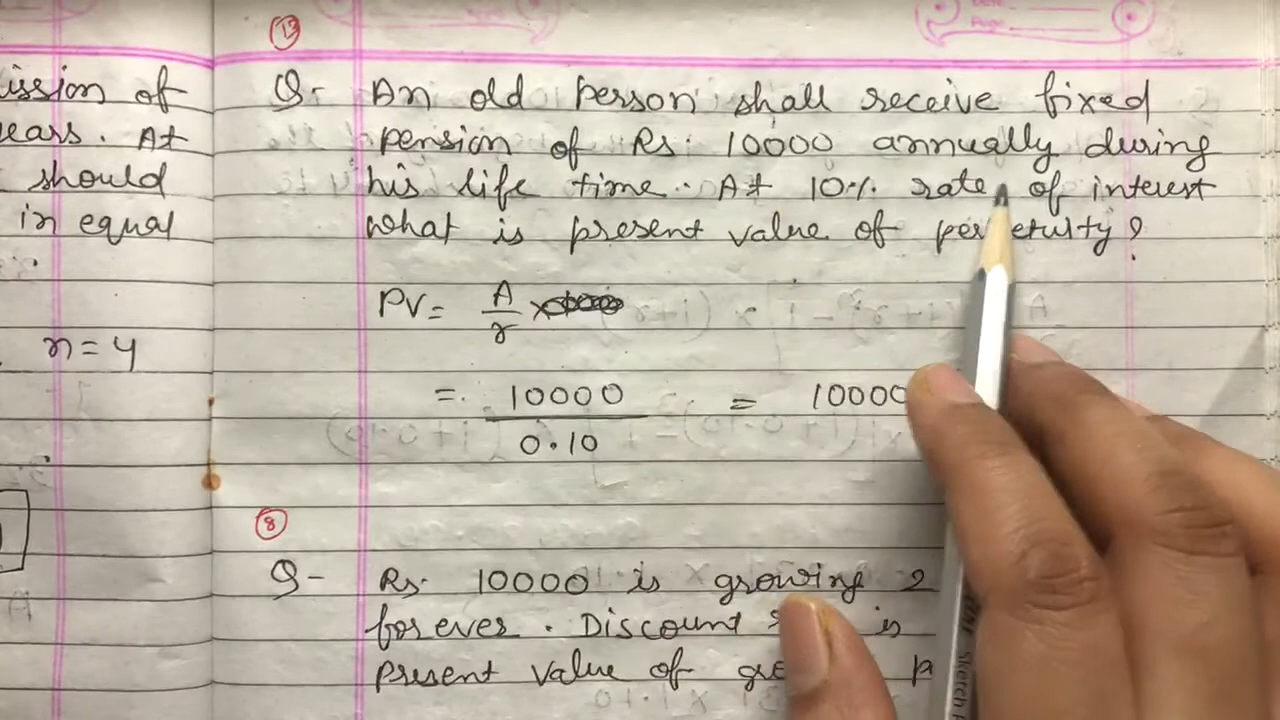 ission of
ears. At
should
in equal
n = 4
13
Q- An old person shall receive fixed
pension of Rs. 10000 annually during
his life time. At 10% rate of interest
what is present value of perpetuity?
PV = A/r
= 10000/0.10 = 10000
8
Q- Rs. 10000 is growing 2
forever. Discount is
present value of